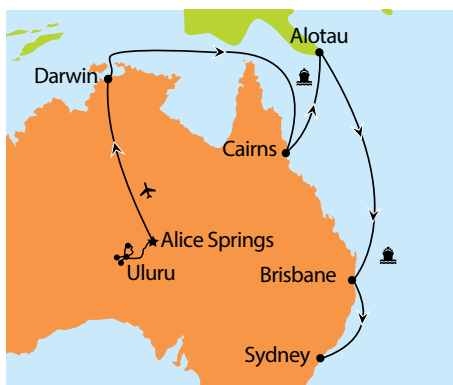 Alotau
Darwin
Cairns
Alice Springs
Uluru
Brisbane
Sydney